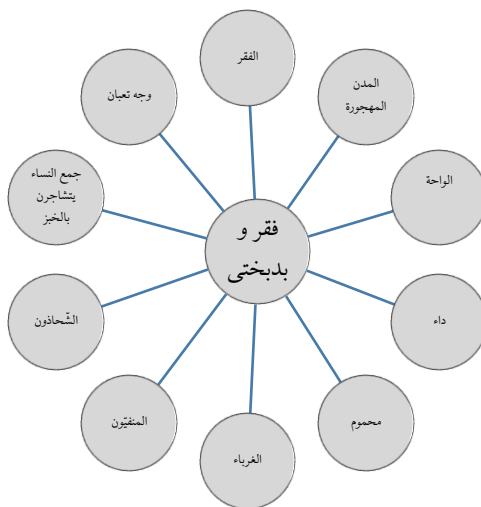 الفقر
المدن
المهجورة
الواحة
داء
محموم
الغرباء
المنفيّون
الشّحاذون
جمع النساء
يتشاجرن
بالخبز
وجه تعبان
فقر و
بدبختی